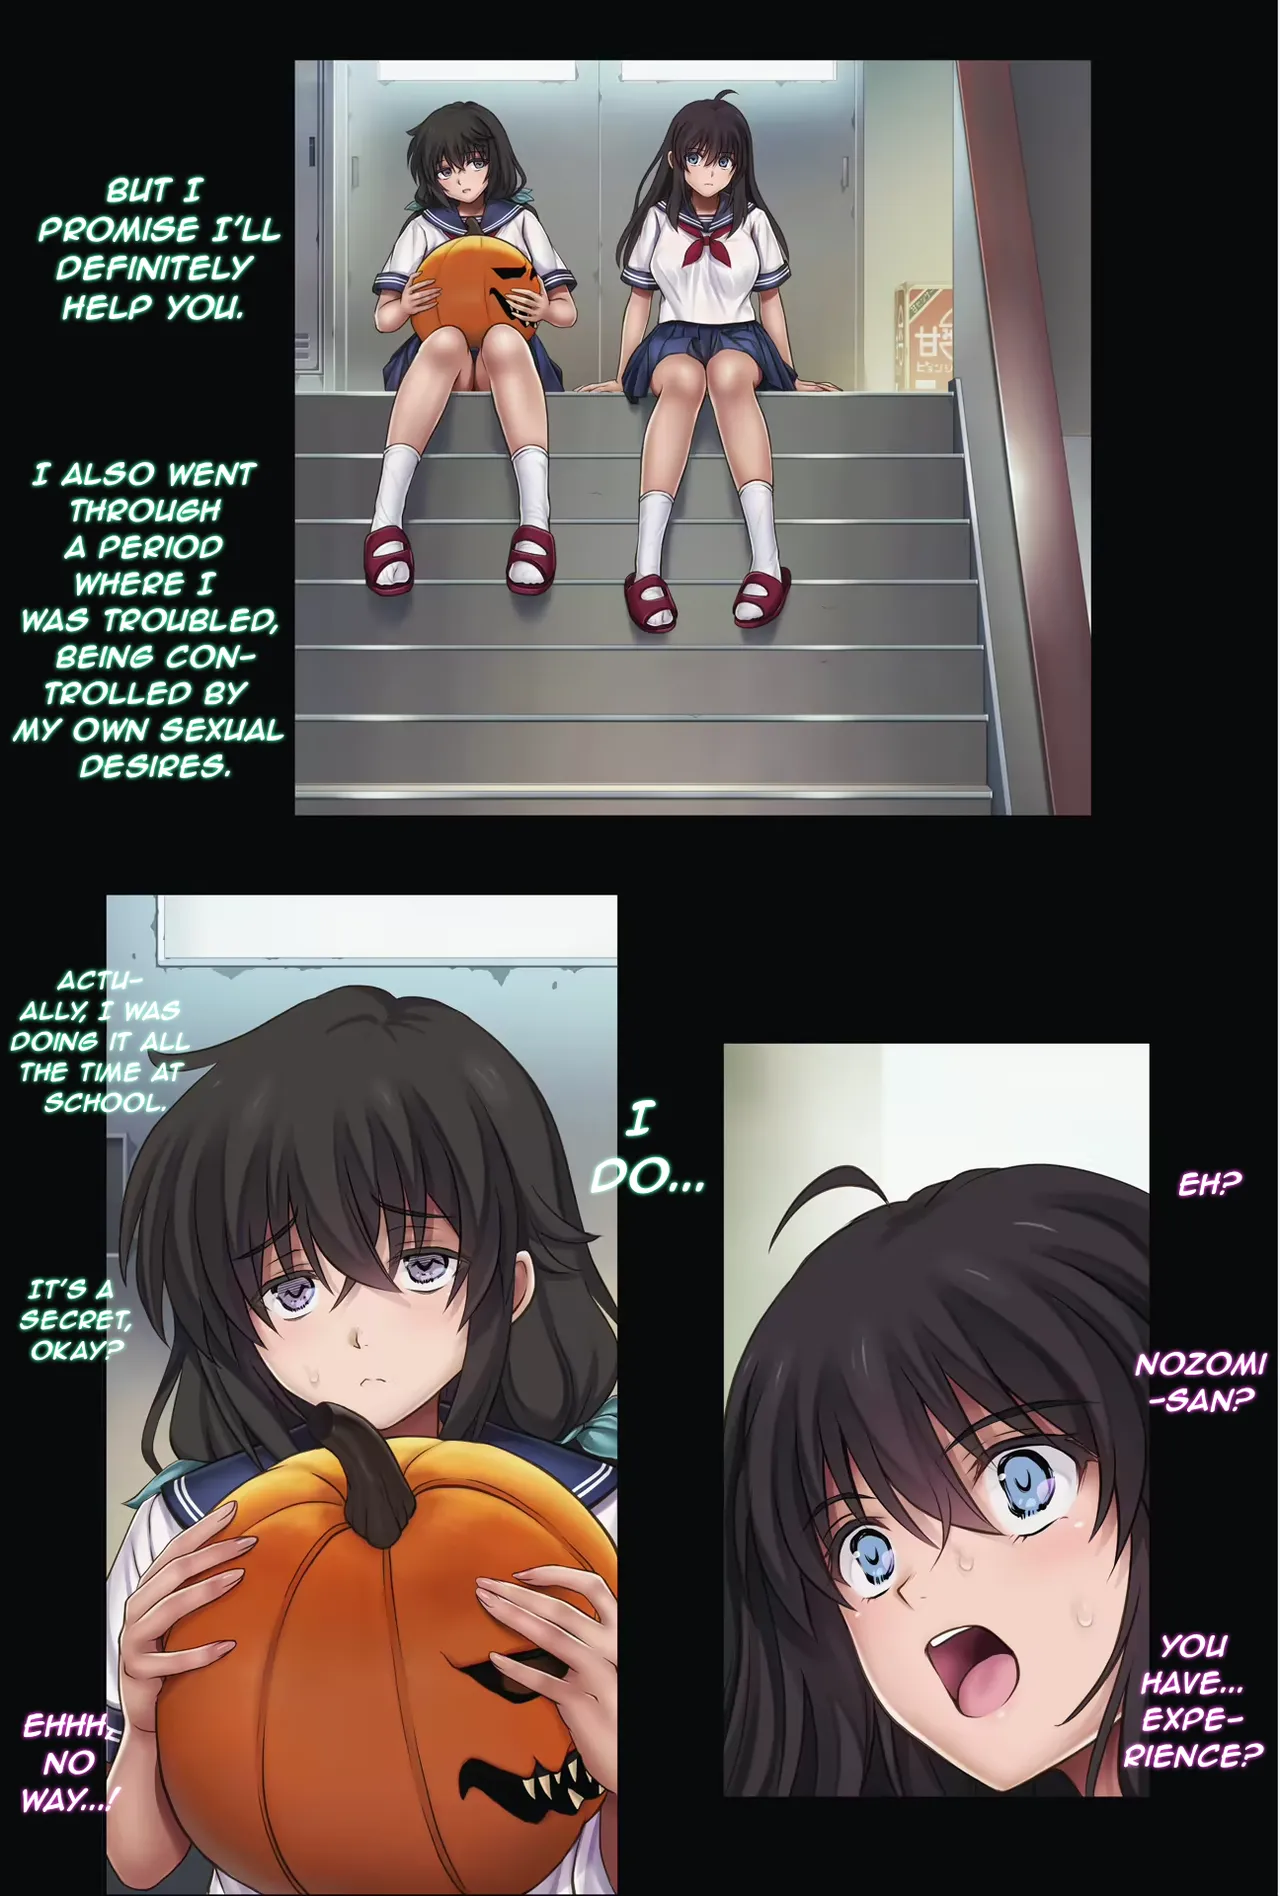 BUT I
PROMISE I'LL
DEFINITELY
HELP YOU.
I ALSO WENT
THROUGH
A PERIOD
WHERE I
WAS TROUBLED,
BEING CON-
TROLLED BY
MY OWN SEXUAL
DESIRES.
甘
EH?
NOZOMI
-SAN?
YOU
HAVE...
EXPE-
RIENCE?
I
DO...
ACTU-
ALLY, I WAS
DOING IT ALL
THE TIME AT
SCHOOL.
IT'S A
SECRET,
OKAY?
EHHH,
NO
WAY...!